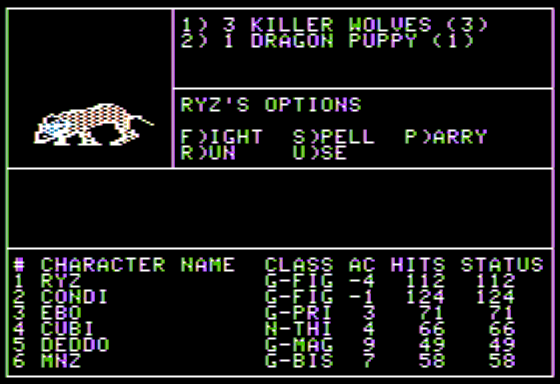 1) 3 KILLER WOLVES (3)
2) 1 DRAGON PUPPY (1)
RYZ'S OPTIONS
F)IGHT S)PELL P)ARRY
R)UN U)SE
# CHARACTER NAME CLASS AC HITS STATUS
1 RYZ G-FIG -4 112 112
2 CONDI G-FIG -1 124 124
3 EBO G-PRI 3 71 71
4 CUBI N-THI 4 66 66
5 DEDDO G-MAG 9 49 49
6 MNZ G-BIS 7 58 58